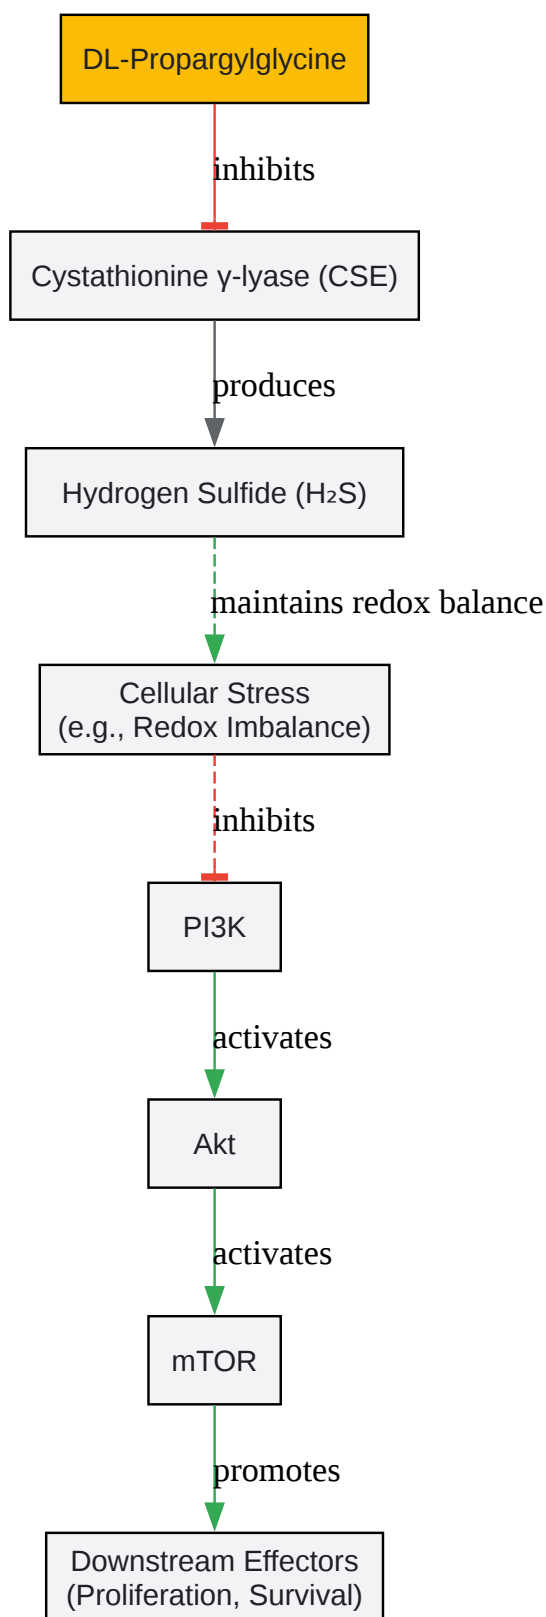 DL-Propargylglycine
inhibits
Cystathionine γ-lyase (CSE)
produces
Hydrogen Sulfide (H₂S)
maintains redox balance
Cellular Stress
(e.g., Redox Imbalance)
inhibits
PI3K
activates
Akt
activates
mTOR
promotes
Downstream Effectors
(Proliferation, Survival)